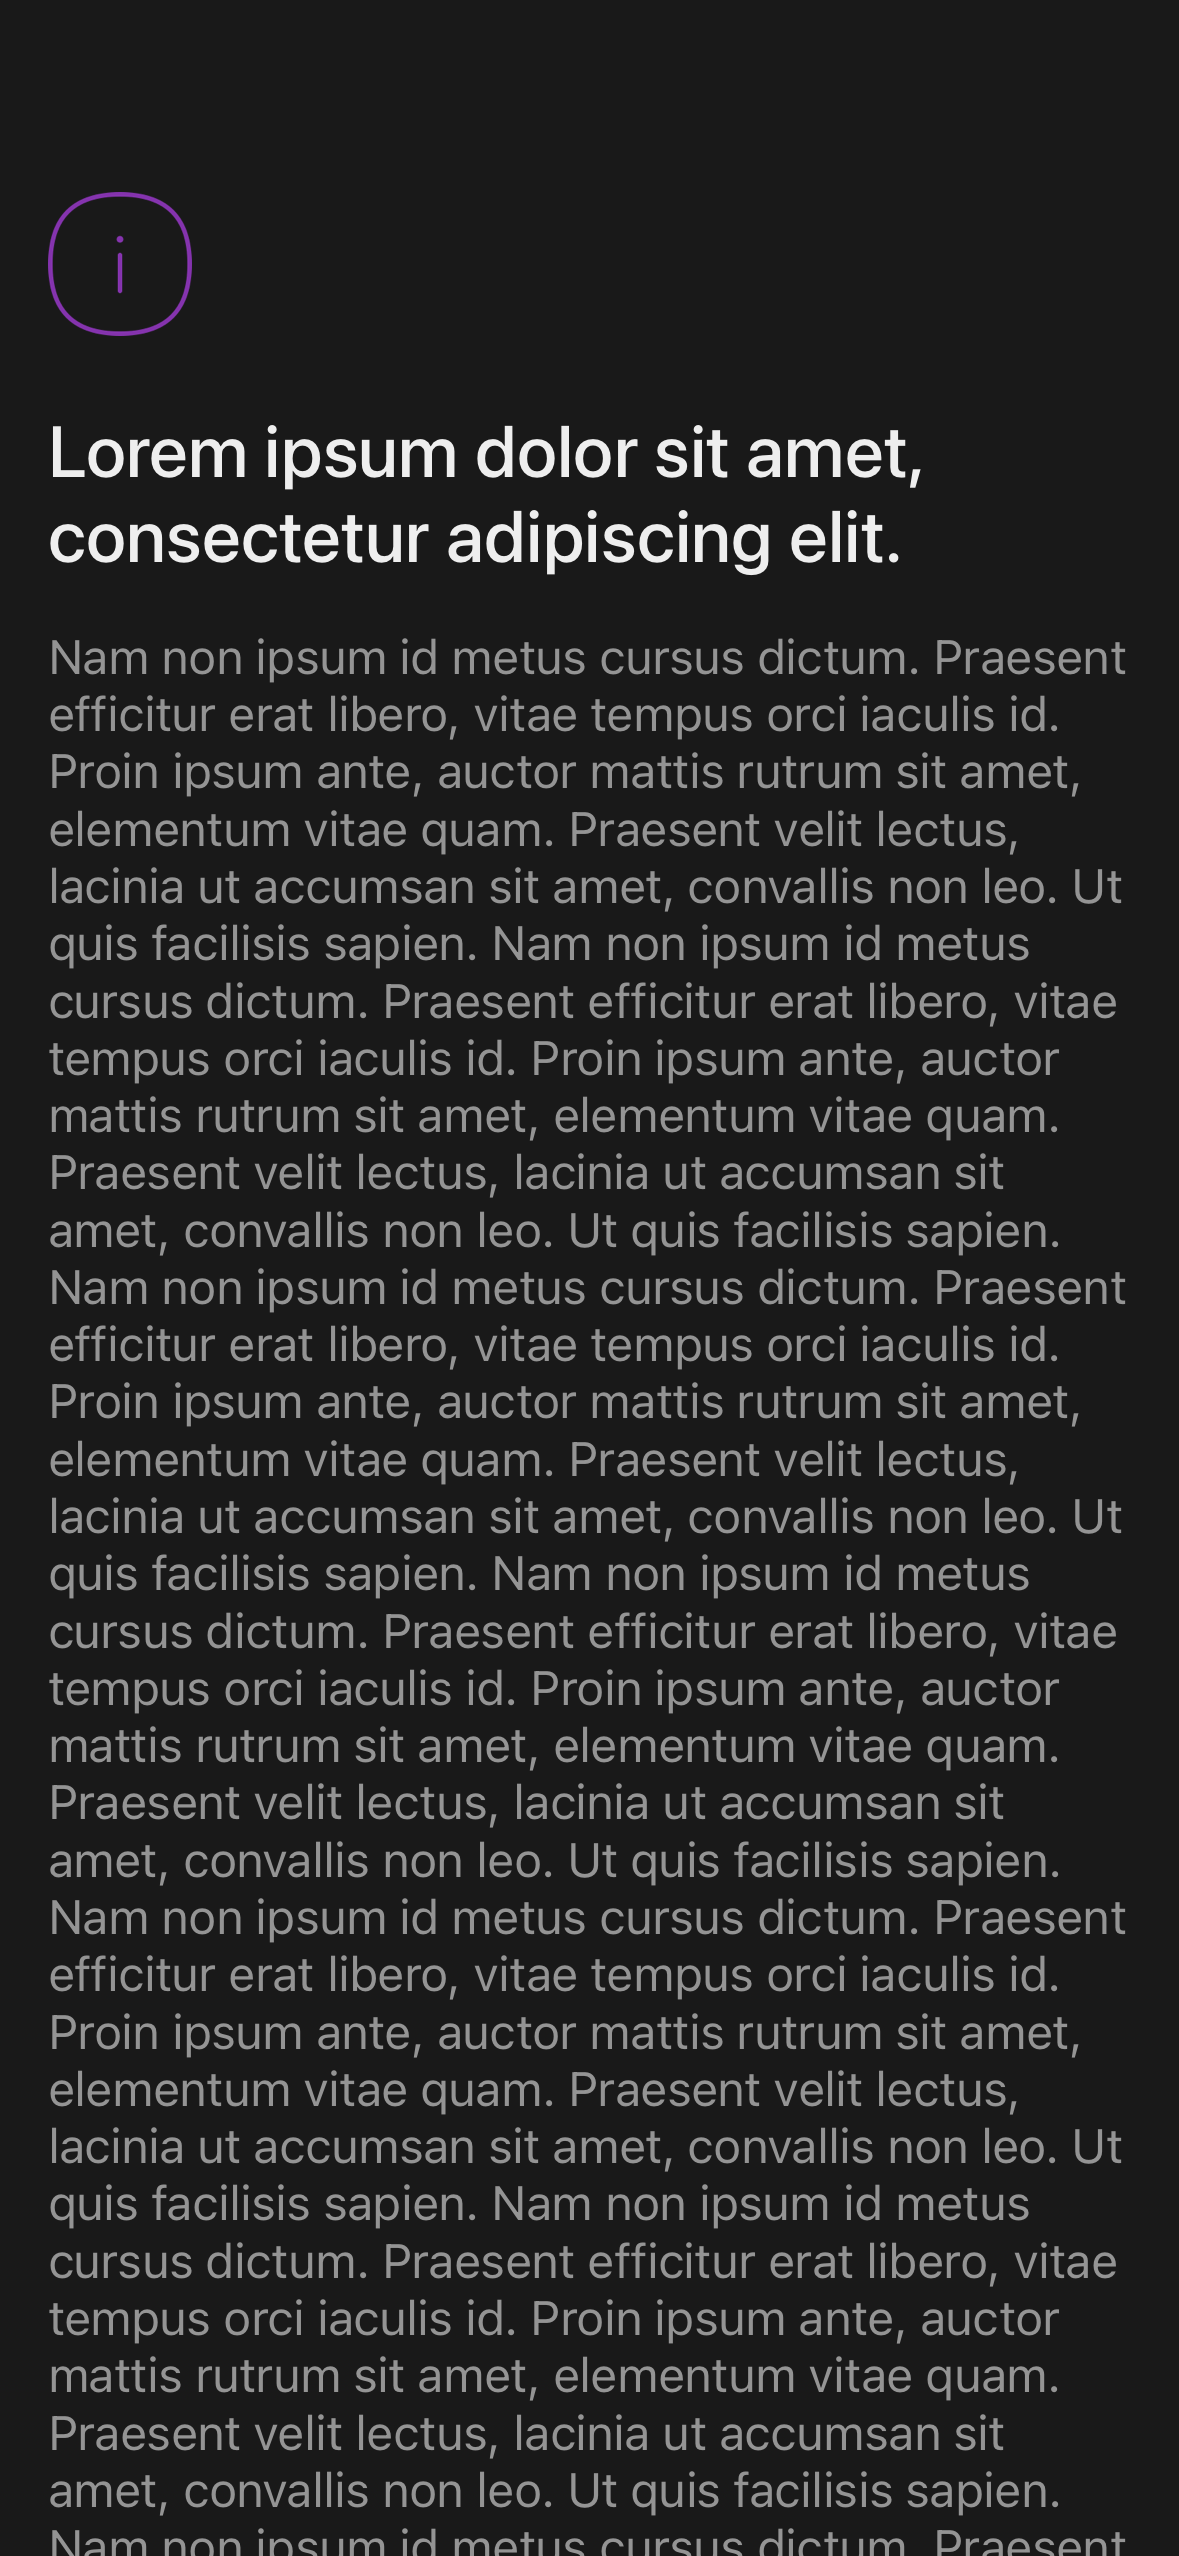 i
Lorem ipsum dolor sit amet,
consectetur adipiscing elit.
Nam non ipsum id metus cursus dictum. Praesent
efficitur erat libero, vitae tempus orci iaculis id.
Proin ipsum ante, auctor mattis rutrum sit amet,
elementum vitae quam. Praesent velit lectus,
lacinia ut accumsan sit amet, convallis non leo. Ut
quis facilisis sapien. Nam non ipsum id metus
cursus dictum. Praesent efficitur erat libero, vitae
tempus orci iaculis id. Proin ipsum ante, auctor
mattis rutrum sit amet, elementum vitae quam.
Praesent velit lectus, lacinia ut accumsan sit
amet, convallis non leo. Ut quis facilisis sapien.
Nam non ipsum id metus cursus dictum. Praesent
efficitur erat libero, vitae tempus orci iaculis id.
Proin ipsum ante, auctor mattis rutrum sit amet,
elementum vitae quam. Praesent velit lectus,
lacinia ut accumsan sit amet, convallis non leo. Ut
quis facilisis sapien. Nam non ipsum id metus
cursus dictum. Praesent efficitur erat libero, vitae
tempus orci iaculis id. Proin ipsum ante, auctor
mattis rutrum sit amet, elementum vitae quam.
Praesent velit lectus, lacinia ut accumsan sit
amet, convallis non leo. Ut quis facilisis sapien.
Nam non ipsum id metus cursus dictum. Praesent
efficitur erat libero, vitae tempus orci iaculis id.
Proin ipsum ante, auctor mattis rutrum sit amet,
elementum vitae quam. Praesent velit lectus,
lacinia ut accumsan sit amet, convallis non leo. Ut
quis facilisis sapien. Nam non ipsum id metus
cursus dictum. Praesent efficitur erat libero, vitae
tempus orci iaculis id. Proin ipsum ante, auctor
mattis rutrum sit amet, elementum vitae quam.
Praesent velit lectus, lacinia ut accumsan sit
amet, convallis non leo. Ut quis facilisis sapien.
Nam non ipsum id metus cursus dictum. Praesent